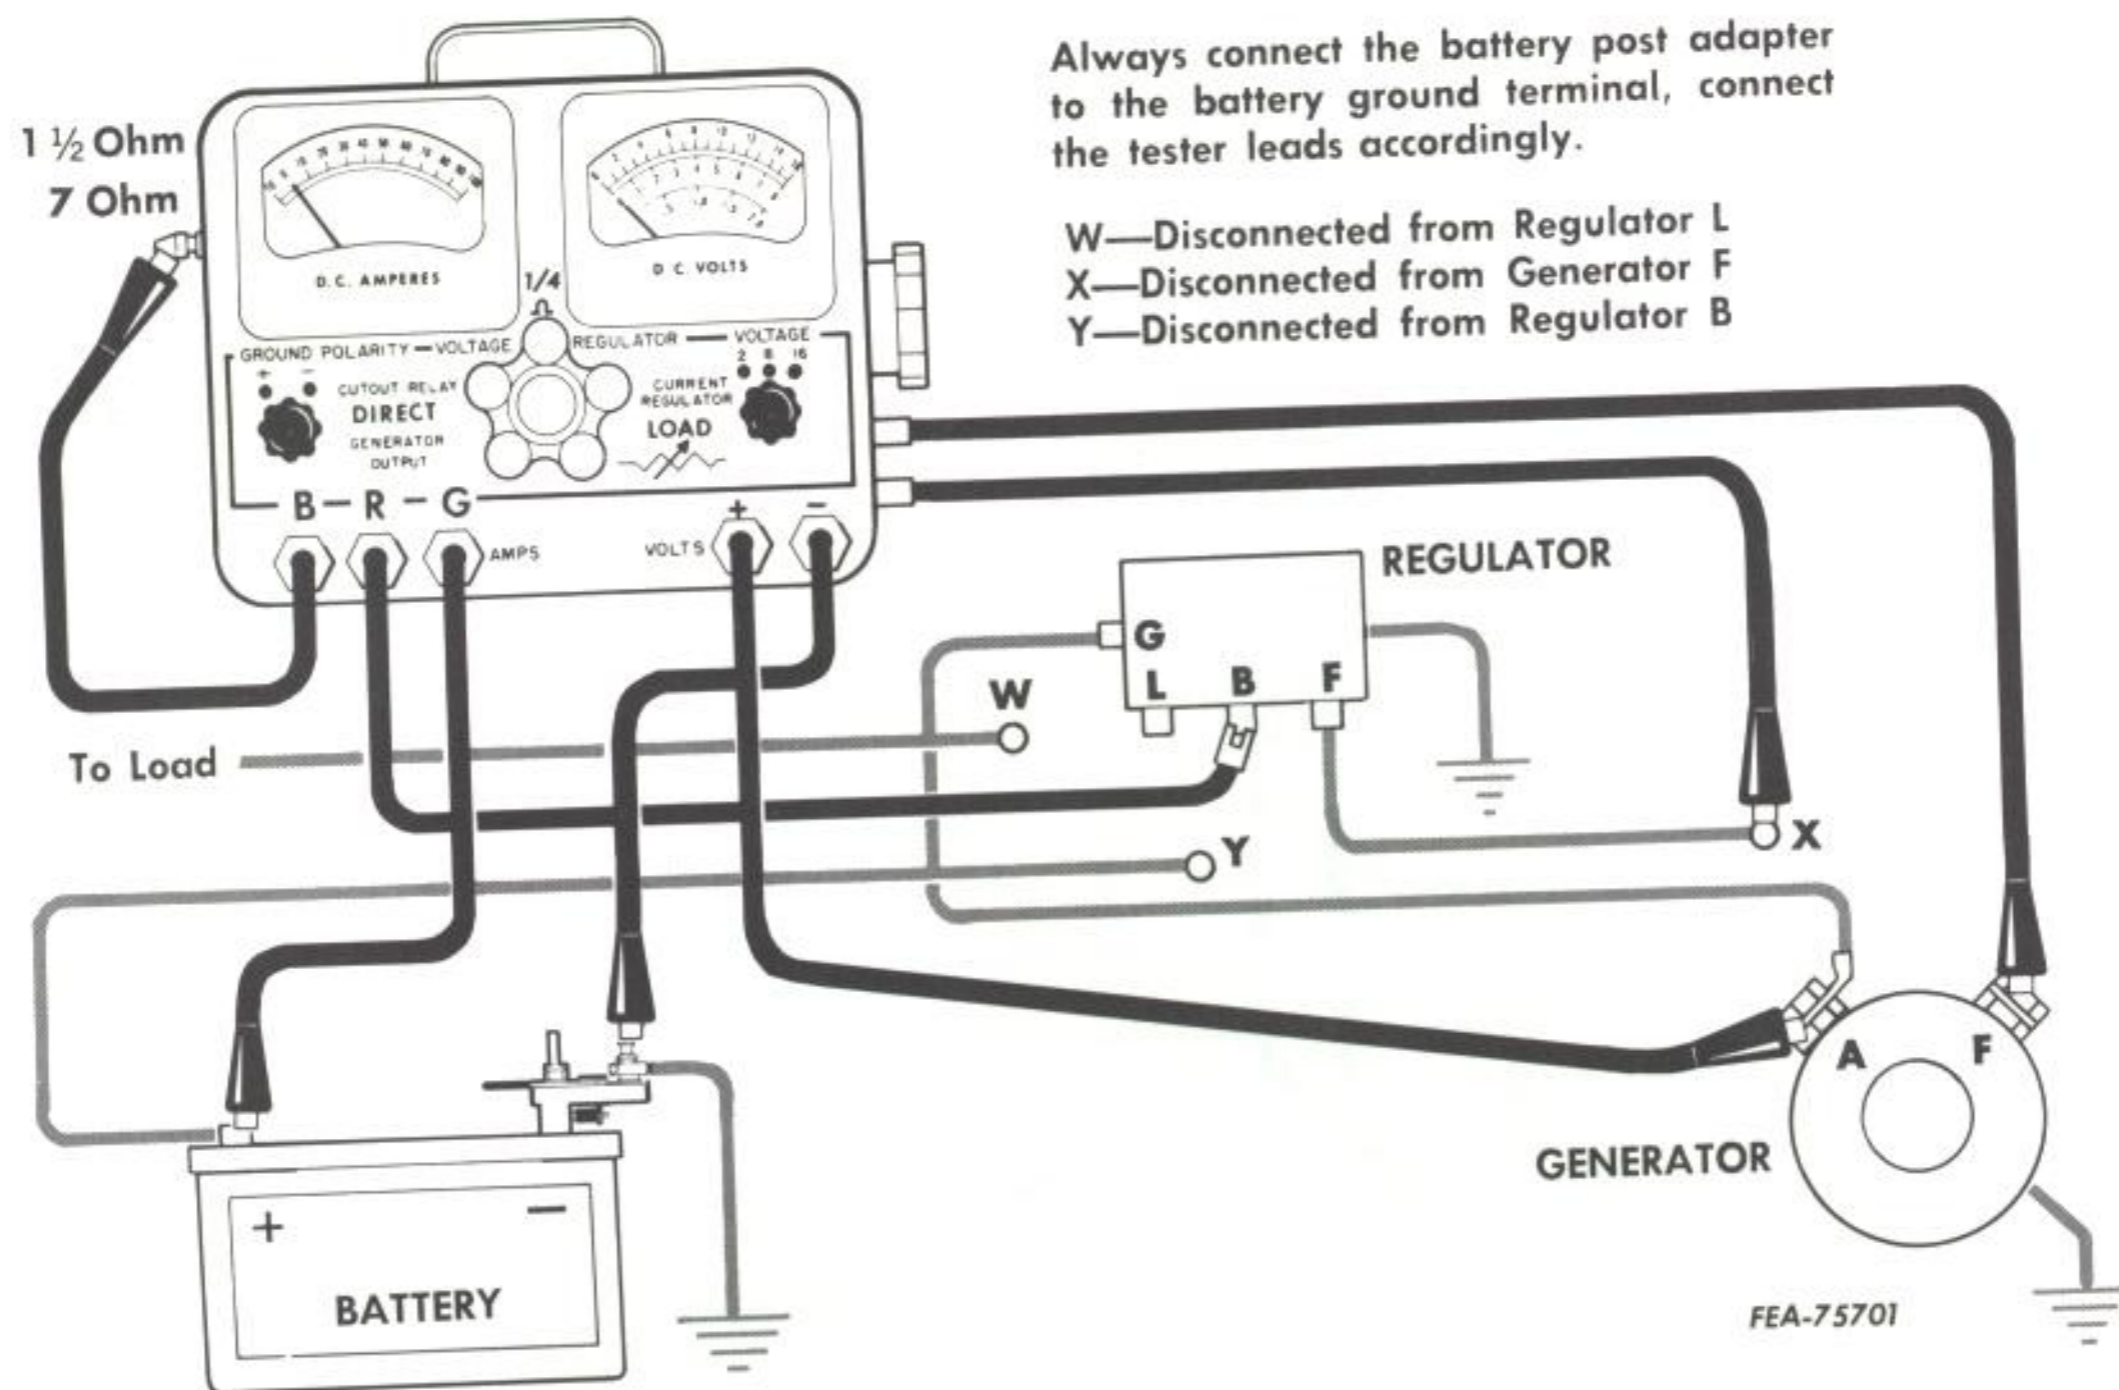 Always connect the battery post adapter
to the battery ground terminal, connect
the tester leads accordingly.
1 ½ Ohm
7 Ohm
W—Disconnected from Regulator L
X—Disconnected from Generator F
Y—Disconnected from Regulator B
D.C. AMPERES
D.C. VOLTS
1/4
Ω
GROUND POLARITY — VOLTAGE REGULATOR — VOLTAGE
+ −
2 8 16
CUTOUT RELAY
DIRECT
GENERATOR
OUTPUT
CURRENT
REGULATOR
LOAD
B — R — G
AMPS
VOLTS
+ −
REGULATOR
G
L B F
W
To Load
Y
X
A F
GENERATOR
+ −
BATTERY
FEA-75701